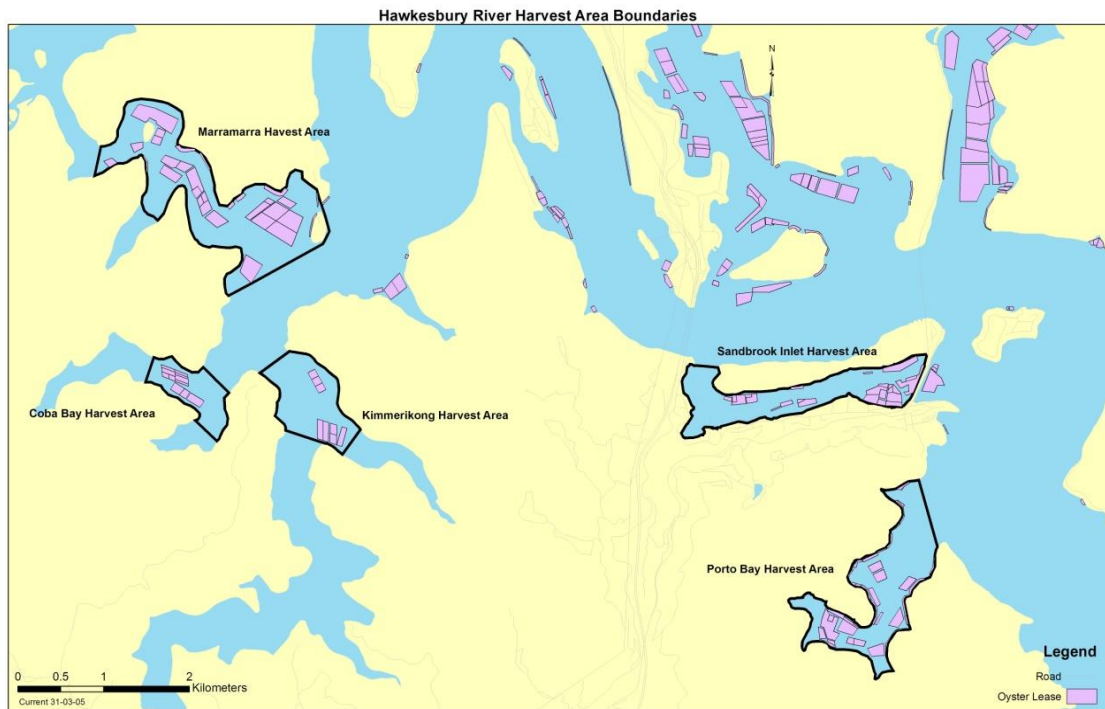 Hawkesbury River Harvest Area Boundaries
N
Marramarra Havest Area
Sandbrook Inlet Harvest Area
Coba Bay Harvest Area
Kimmerikong Harvest Area
Porto Bay Harvest Area
Legend
Road
Oyster Lease
0 0.5 1 2
Kilometers
Current 31-03-05